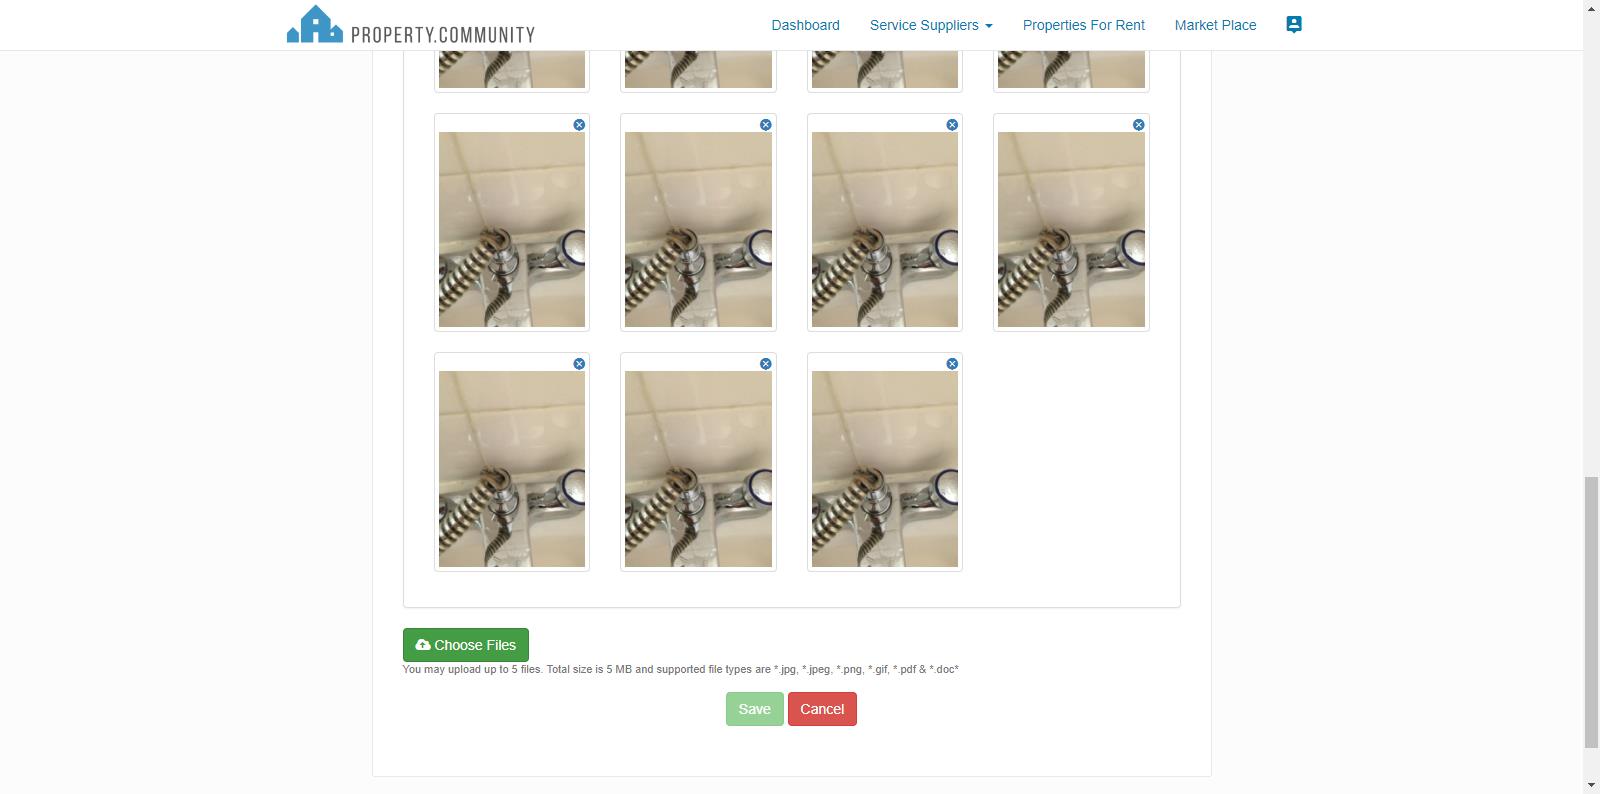 PROPERTY.COMMUNITY
Dashboard
Service Suppliers
Properties For Rent
Market Place
Choose Files
You may upload up to 5 files. Total size is 5 MB and supported file types are *.jpg, *.jpeg, *.png, *.gif, *.pdf & *.doc*
Save
Cancel